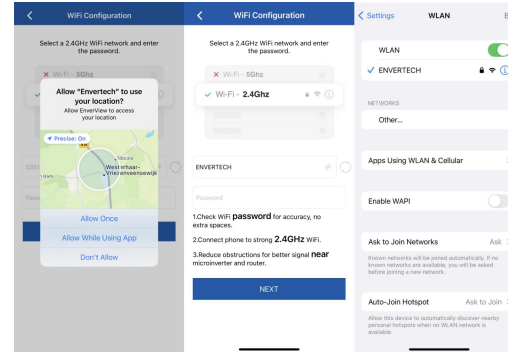 WiFi Configuration
Select a 2.4GHz WiFi network and enter
the password.
Wi-Fi - 5Ghz
Allow "Envertech" to use
your location?
Allow EnverView to access
your location
Precise: On
Westerhaar-
Vriezenveensewijk
Allow Once
Allow While Using App
Don't Allow
WiFi Configuration
Select a 2.4GHz WiFi network and enter
the password.
Wi-Fi - 5Ghz
Wi-Fi - 2.4Ghz
ENVERTECH
Password
1.Check WiFi password for accuracy, no
extra spaces.
2.Connect phone to strong 2.4GHz WiFi.
3.Reduce obstructions for better signal near
microinverter and router.
NEXT
Settings
WLAN
E
WLAN
ENVERTECH
NETWORKS
Other...
Apps Using WLAN & Cellular
Enable WAPI
Ask to Join Networks
Ask
Known networks will be joined automatically. If no
known networks are available, you will be asked
before joining a new network.
Auto-Join Hotspot
Ask to Join
Allow this device to automatically discover nearby
personal hotspots when no WLAN network is
available.